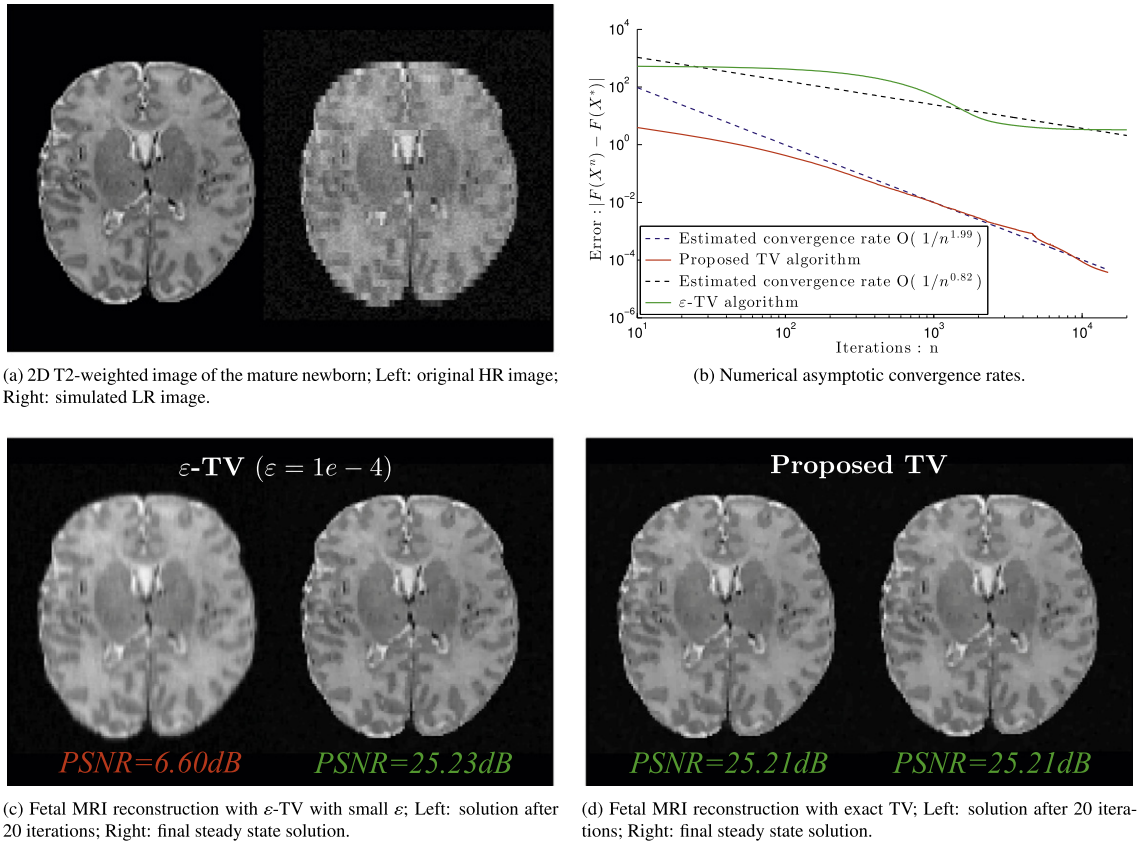 10^4
10^2
10^0
10^-2
10^-4
10^-6
Error : |F(X^n) − F(X^*)|
Estimated convergence rate O( 1/n^1.99 )
Proposed TV algorithm
Estimated convergence rate O( 1/n^0.82 )
ε-TV algorithm
10^1
10^2
10^3
10^4
Iterations : n
(a) 2D T2-weighted image of the mature newborn; Left: original HR image;
Right: simulated LR image.
(b) Numerical asymptotic convergence rates.
ε-TV (ε = 1e − 4)
PSNR=6.60dB
PSNR=25.23dB
Proposed TV
PSNR=25.21dB
PSNR=25.21dB
(c) Fetal MRI reconstruction with ε-TV with small ε; Left: solution after
20 iterations; Right: final steady state solution.
(d) Fetal MRI reconstruction with exact TV; Left: solution after 20 itera-
tions; Right: final steady state solution.